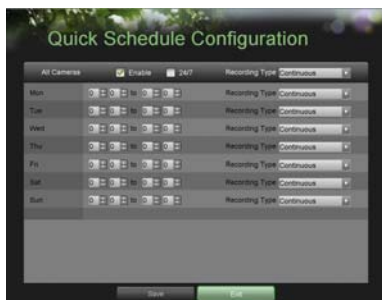 Quick Schedule Configuration
All Cameras Enable 24/7 Recording Type Continuous
Mon 0 0 to 0 0 Recording Type Continuous
Tue 0 0 to 0 0 Recording Type Continuous
Wed 0 0 to 0 0 Recording Type Continuous
Thu 0 0 to 0 0 Recording Type Continuous
Fri 0 0 to 0 0 Recording Type Continuous
Sat 0 0 to 0 0 Recording Type Continuous
Sun 0 0 to 0 0 Recording Type Continuous
Save Exit